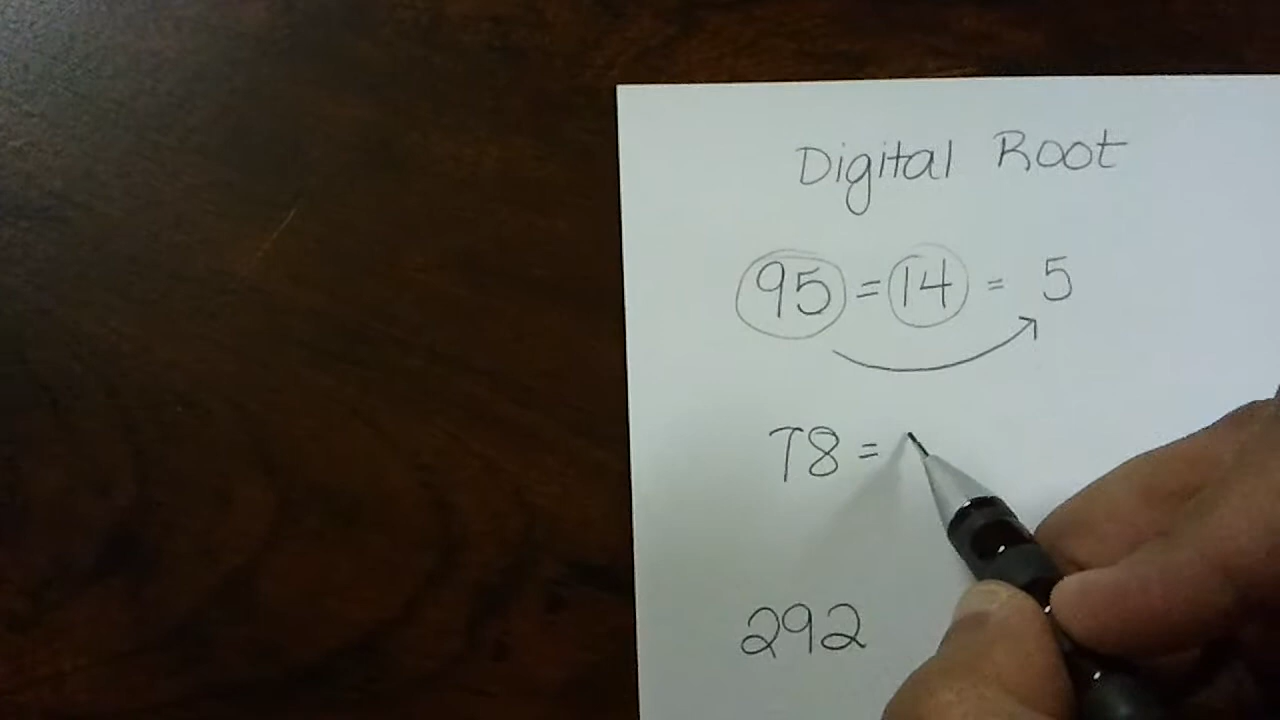 Digital Root
95 = 14 = 5
78 =
292